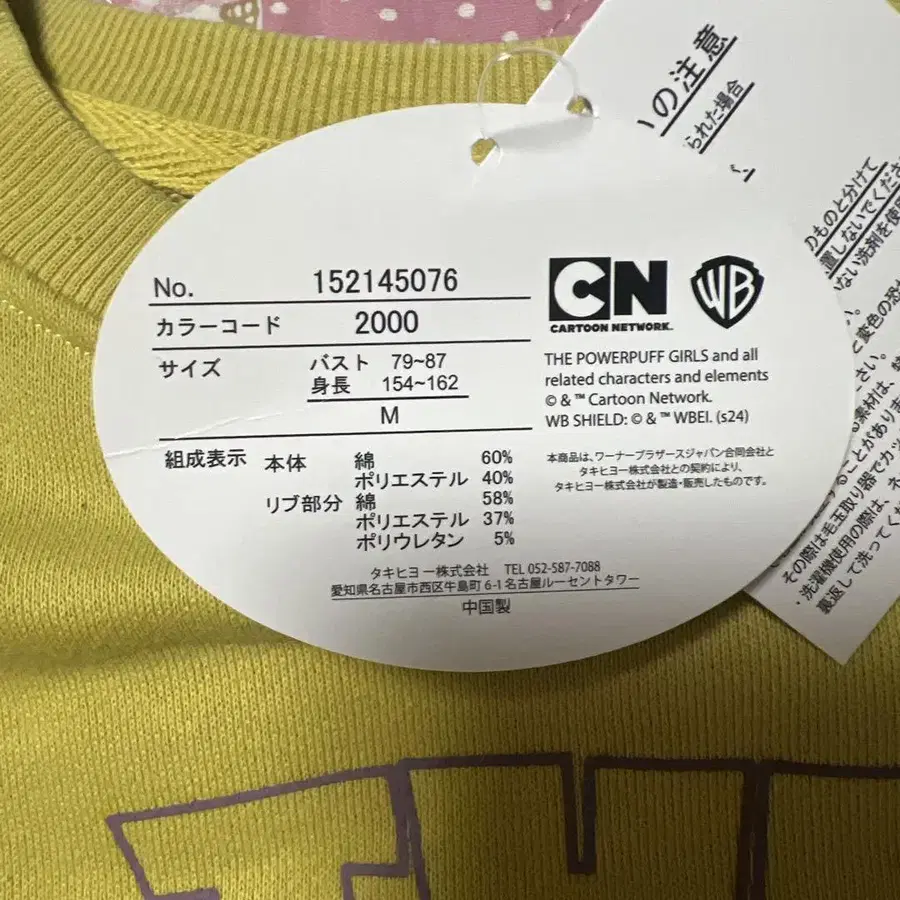 No. 152145076
カラーコード 2000
サイズ バスト 79~87
身長 154~162
M
組成表示 本体 綿 60%
ポリエステル 40%
リブ部分 綿 58%
ポリエステル 37%
ポリウレタン 5%
CN
CARTOON NETWORK.
WB
THE POWERPUFF GIRLS and all
related characters and elements
© & ™ Cartoon Network.
WB SHIELD: © & ™ WBEI. (s24)
本商品は、ワーナーブラザースジャパン合同会社と
タキヒヨー株式会社との契約により、
タキヒヨー株式会社が製造・販売したものです。
タキヒヨー株式会社 TEL 052-587-7088
愛知県名古屋市西区牛島町 6-1 名古屋ルーセントタワー
中国製
の注意
られた場合
のものと分けて
置しないでくださ
ない洗剤を使用
と変色の恐
さい。
素材は、
ることがありま
その際は毛玉取り器でカッ
・洗濯機使用の際は、ネ
裏返して洗ってくだ